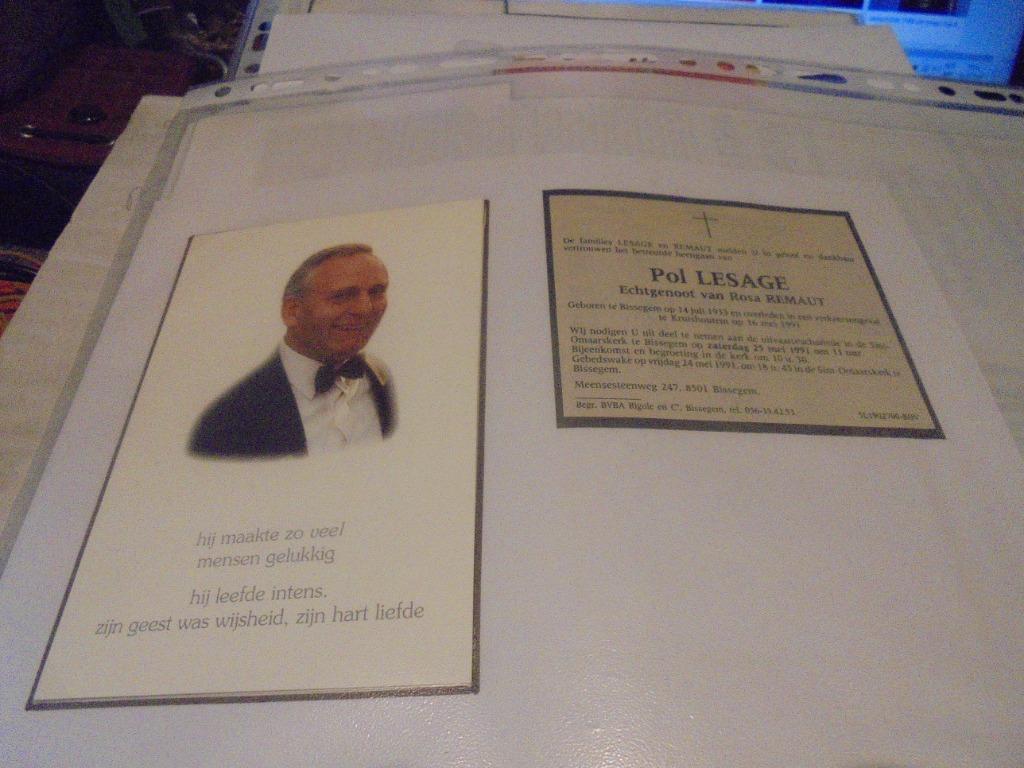 hij maakte zo veel
mensen gelukkig
hij leefde intens.
zijn geest was wijsheid, zijn hart liefde
De families LESAGE en REMAUT melden U in geloof en dankbaar
vertrouwen het betreurde heengaan van
Pol LESAGE
Echtgenoot van Rosa REMAUT
Geboren te Bissegem op 14 juli 1933 en overleden in een verkeersongeval
te Kruishoutem op 16 mei 1991.
Wij nodigen U uit deel te nemen aan de uitvaarteucharistie in de Sint-
Omaarskerk te Bissegem op zaterdag 25 mei 1991 om 11 uur.
Bijeenkomst en begroeting in de kerk om 10 u. 30.
Gebedswake op vrijdag 24 mei 1991, om 18 u. 45 in de Sint-Omaarskerk te
Bissegem.
Meensesteenweg 247, 8501 Bissegem.
Begr. BVBA Bigole en C°, Bissegem, tel. 056-35.42.53